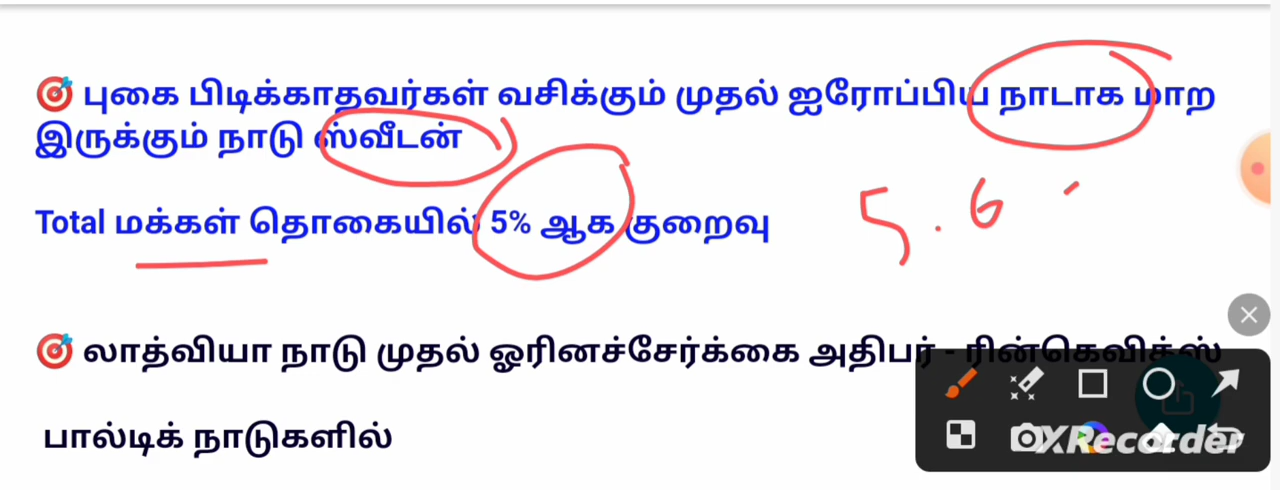 புகை பிடிக்காதவர்கள் வசிக்கும் முதல் ஐரோப்பிய நாடாக மாற
இருக்கும் நாடு ஸ்வீடன்
Total மக்கள் தொகையில் 5% ஆக குறைவு
5.6
லாத்வியா நாடு முதல் ஓரினச்சேர்க்கை அதிபர் - ரின்கெவிக்ஸ்
பால்டிக் நாடுகளில்
XRecorder